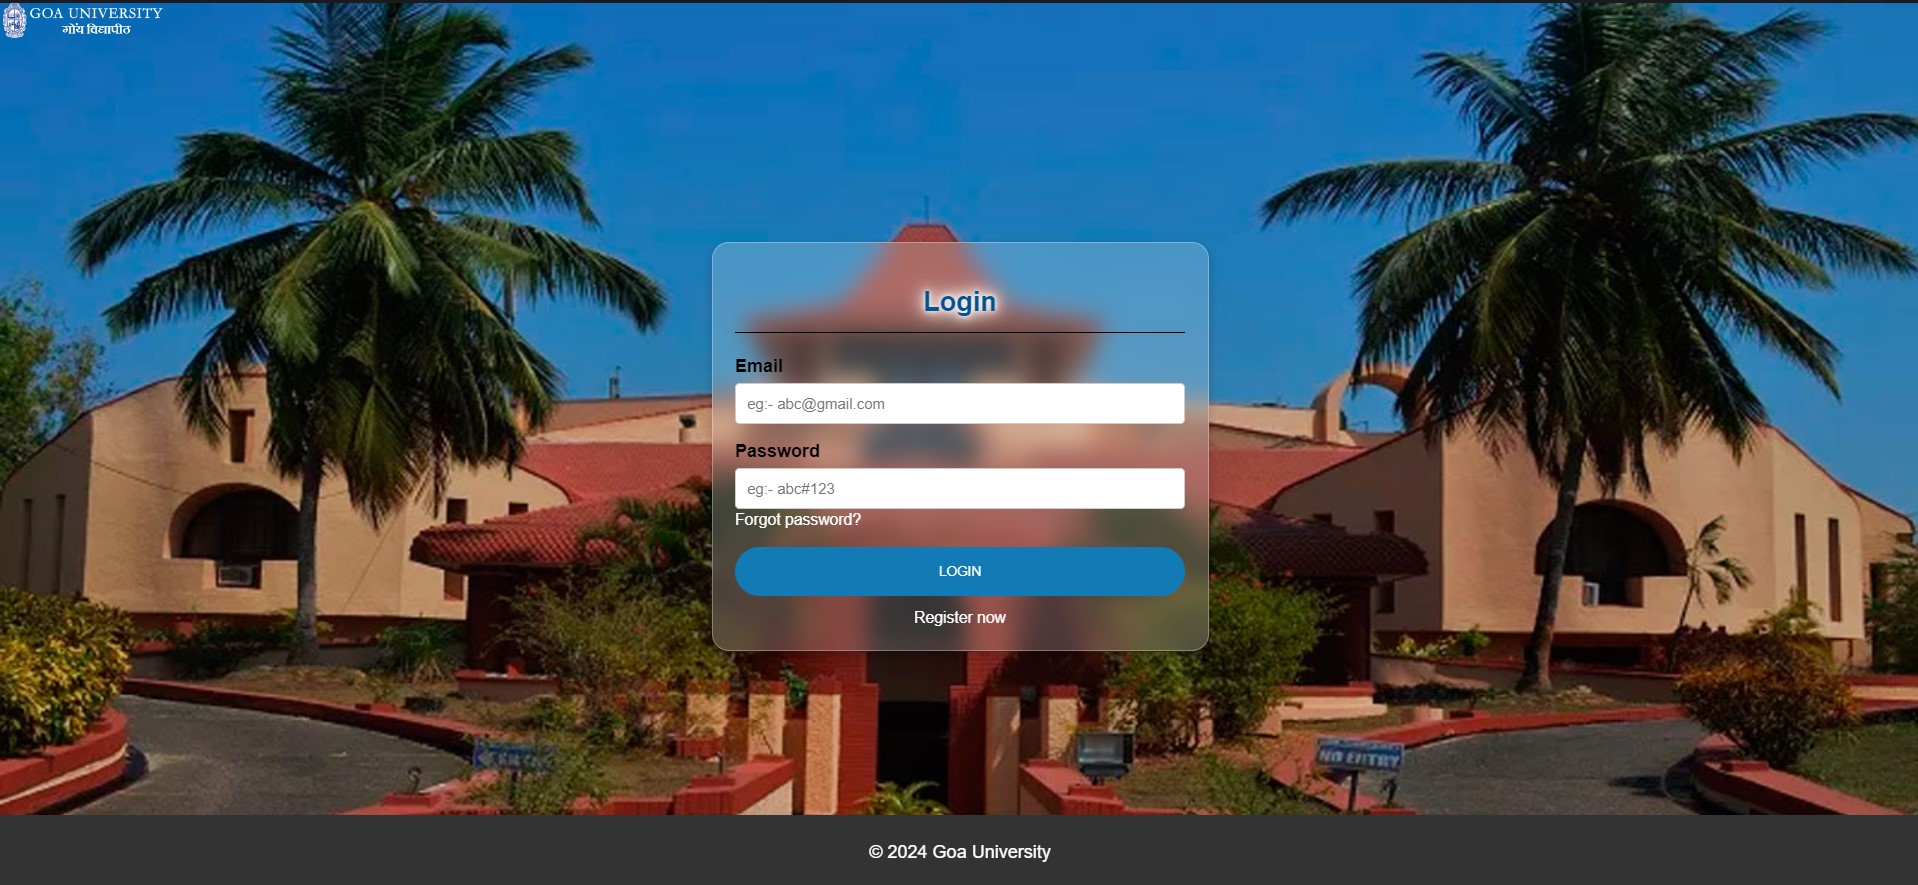 GOA UNIVERSITY
गोंय विद्यापीठ
Login
Email
eg:- abc@gmail.com
Password
eg:- abc#123
Forgot password?
LOGIN
Register now
NO ENTRY
© 2024 Goa University